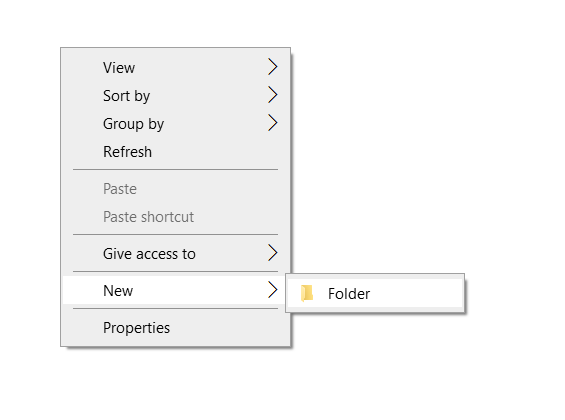 View
Sort by
Group by
Refresh
Paste
Paste shortcut
Give access to
New
Folder
Properties